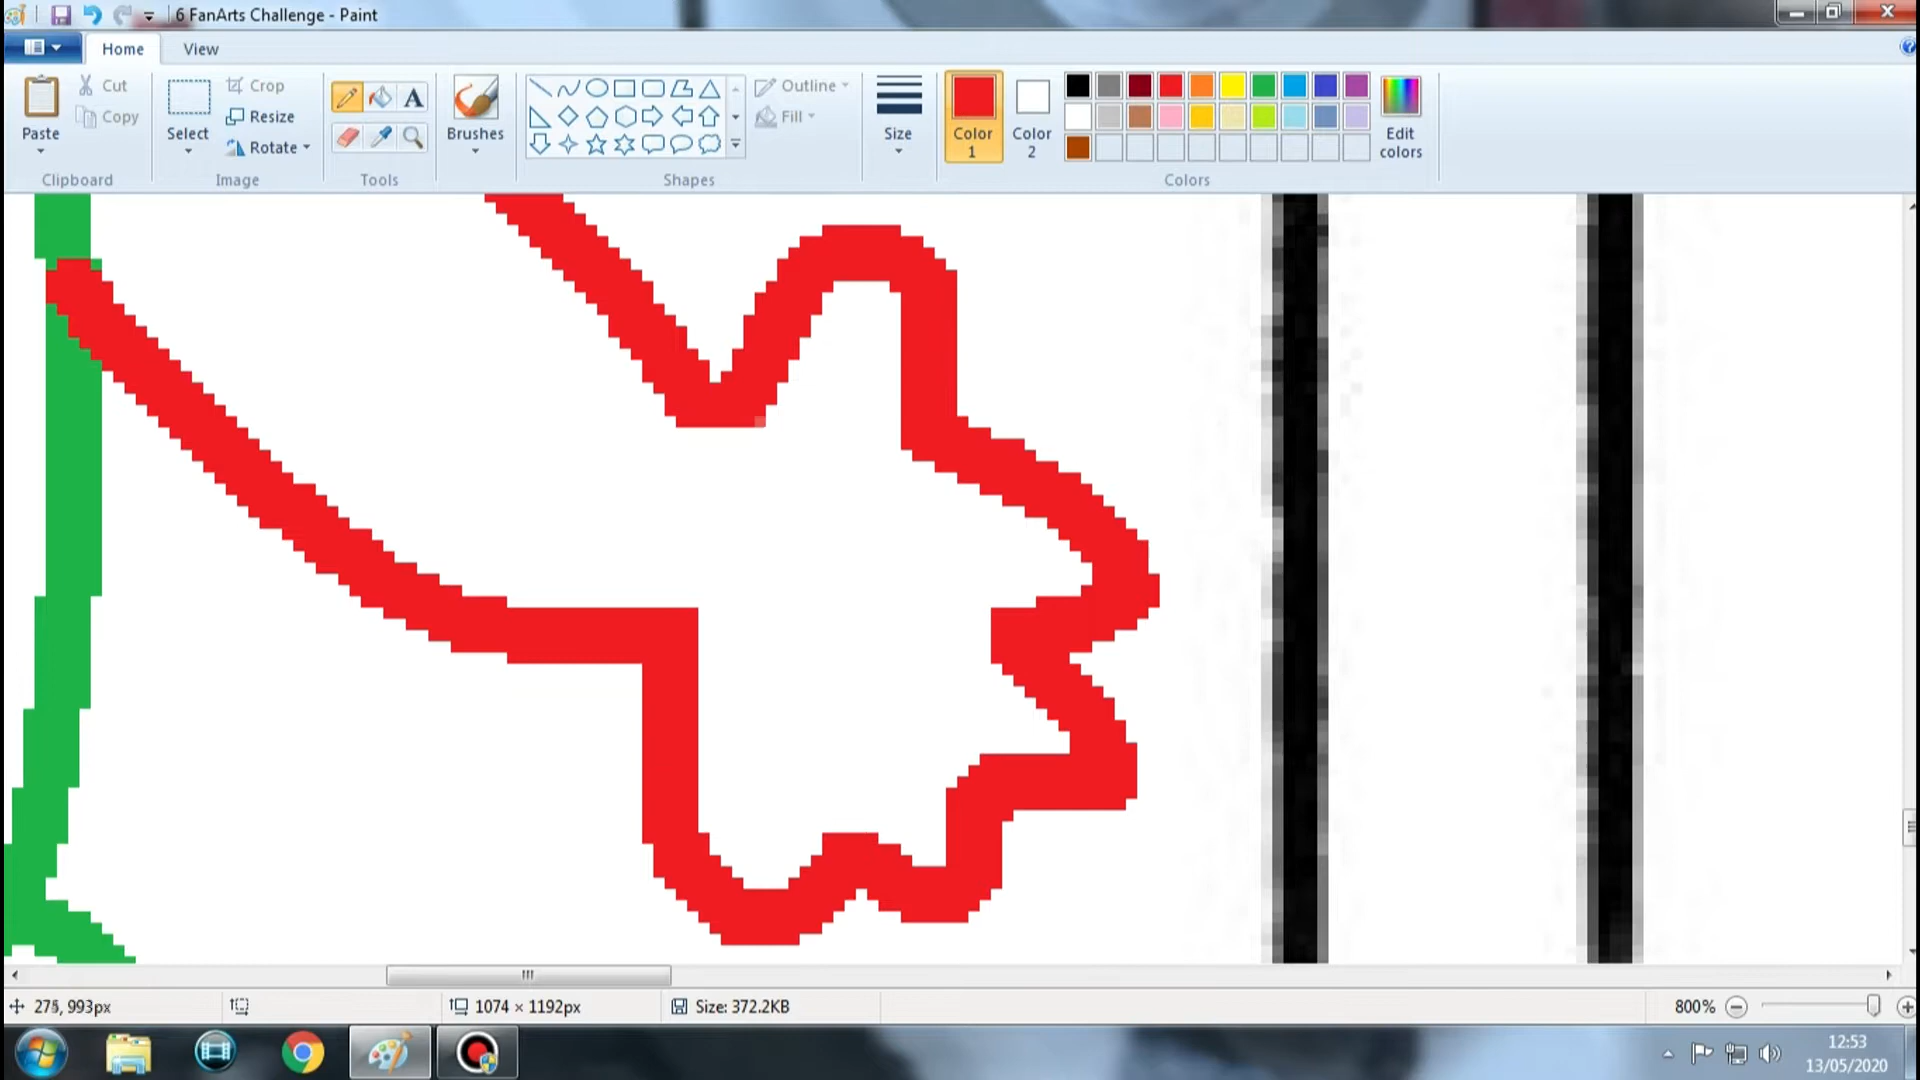 6 FanArts Challenge - Paint
Home View
Paste
Cut
Copy
Clipboard
Select
Crop
Resize
Rotate
Image
A
Tools
Brushes
Outline
Fill
Shapes
Size
Color 1
Color 2
Edit colors
Colors
275, 993px
1074 × 1192px
Size: 372.2KB
800%
12:53
13/05/2020